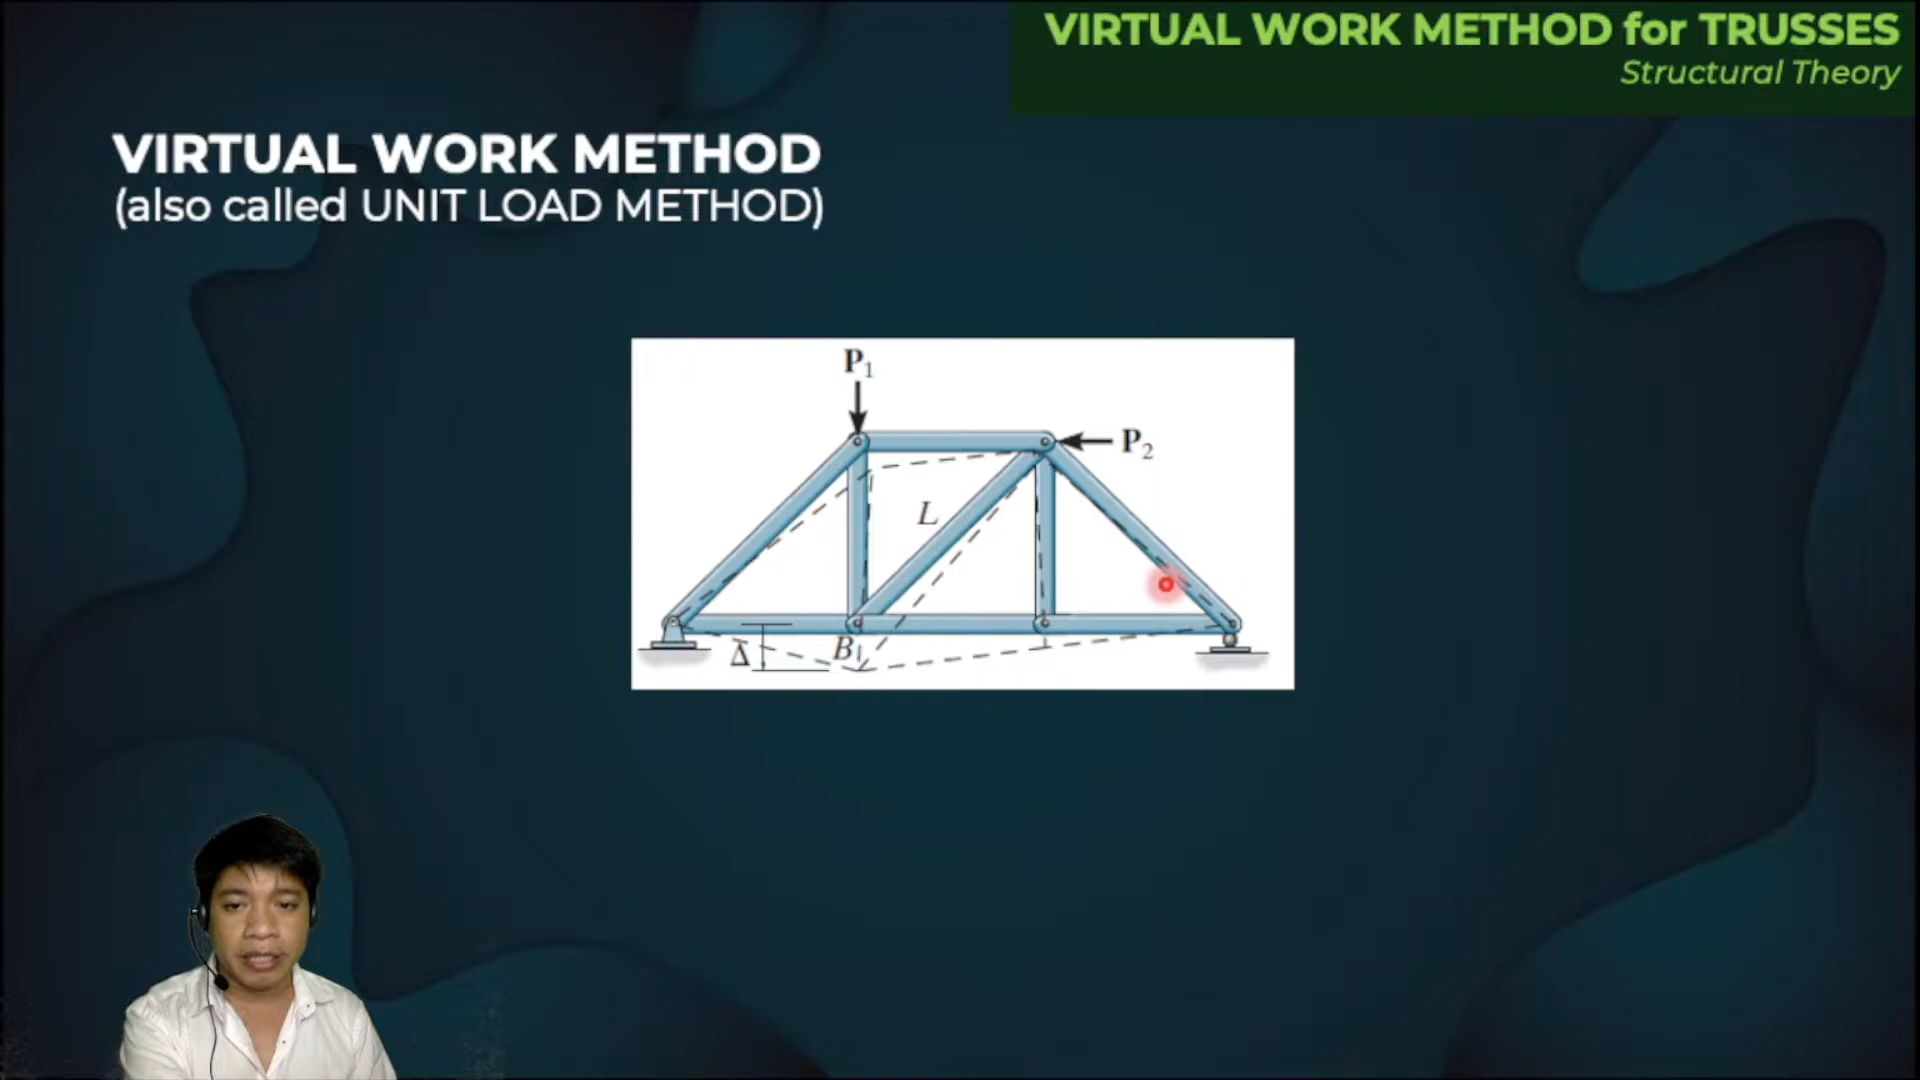 VIRTUAL WORK METHOD for TRUSSES
Structural Theory
VIRTUAL WORK METHOD
(also called UNIT LOAD METHOD)
P₁
P₂
L
Δ
B